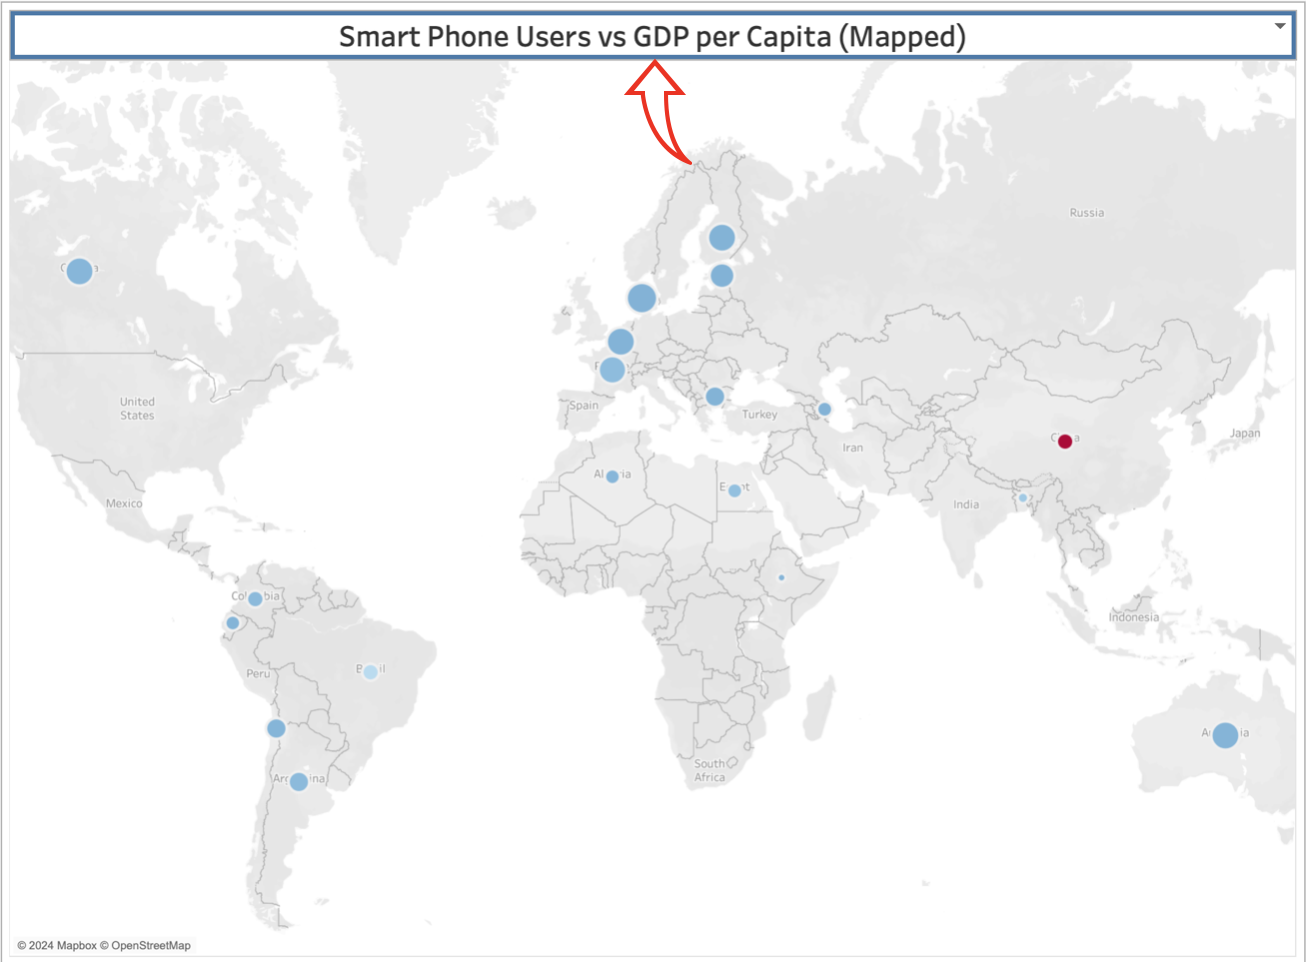 Smart Phone Users vs GDP per Capita (Mapped)
Russia
United
States
Spain
Turkey
Japan
Iran
Mexico
India
Indonesia
Peru
South
Africa
© 2024 Mapbox © OpenStreetMap